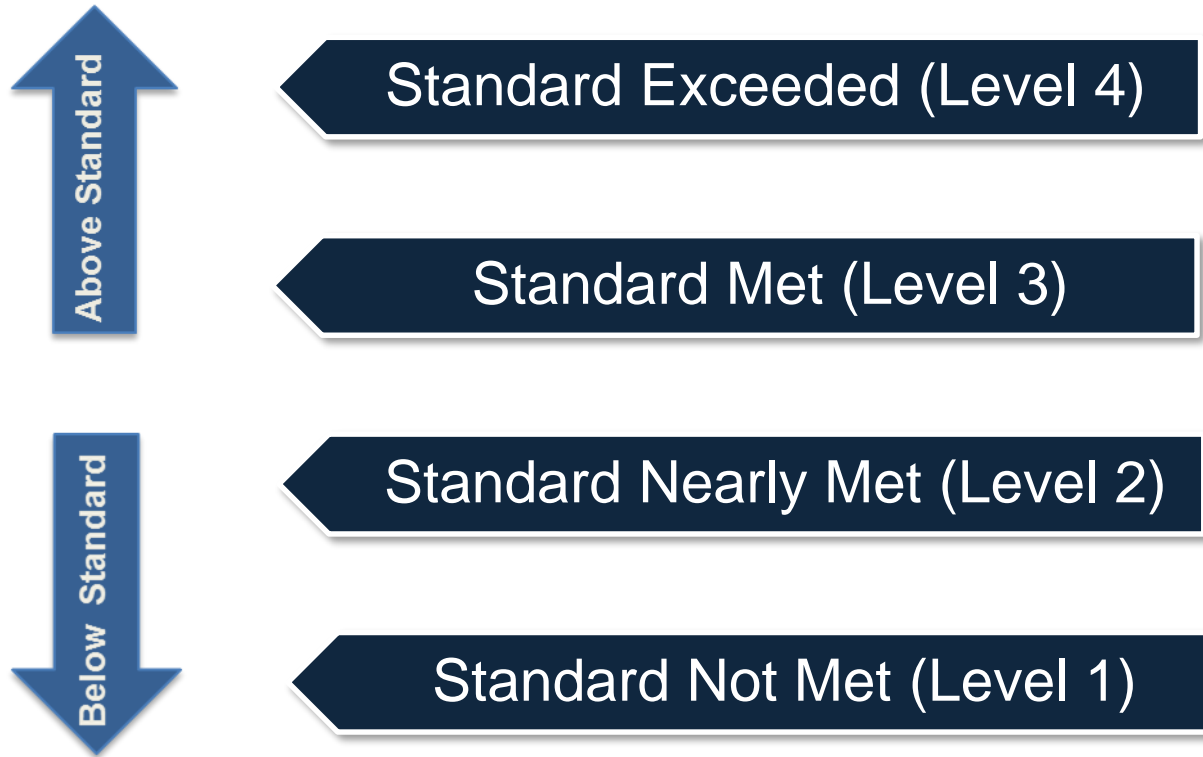 Above Standard
Standard Exceeded (Level 4)
Standard Met (Level 3)
Below Standard
Standard Nearly Met (Level 2)
Standard Not Met (Level 1)